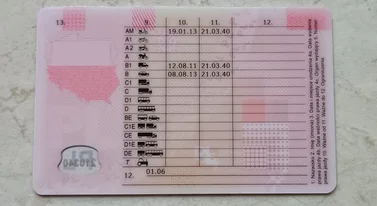 13. 9. 10. 11. 12.
AM 19.01.13 21.03.40
A1
A2
A
B1 12.08.11 21.03.40
B 08.08.13 21.03.40
C1
C
D1
D
BE
C1E
CE
D1E
DE
T
12. 01.06